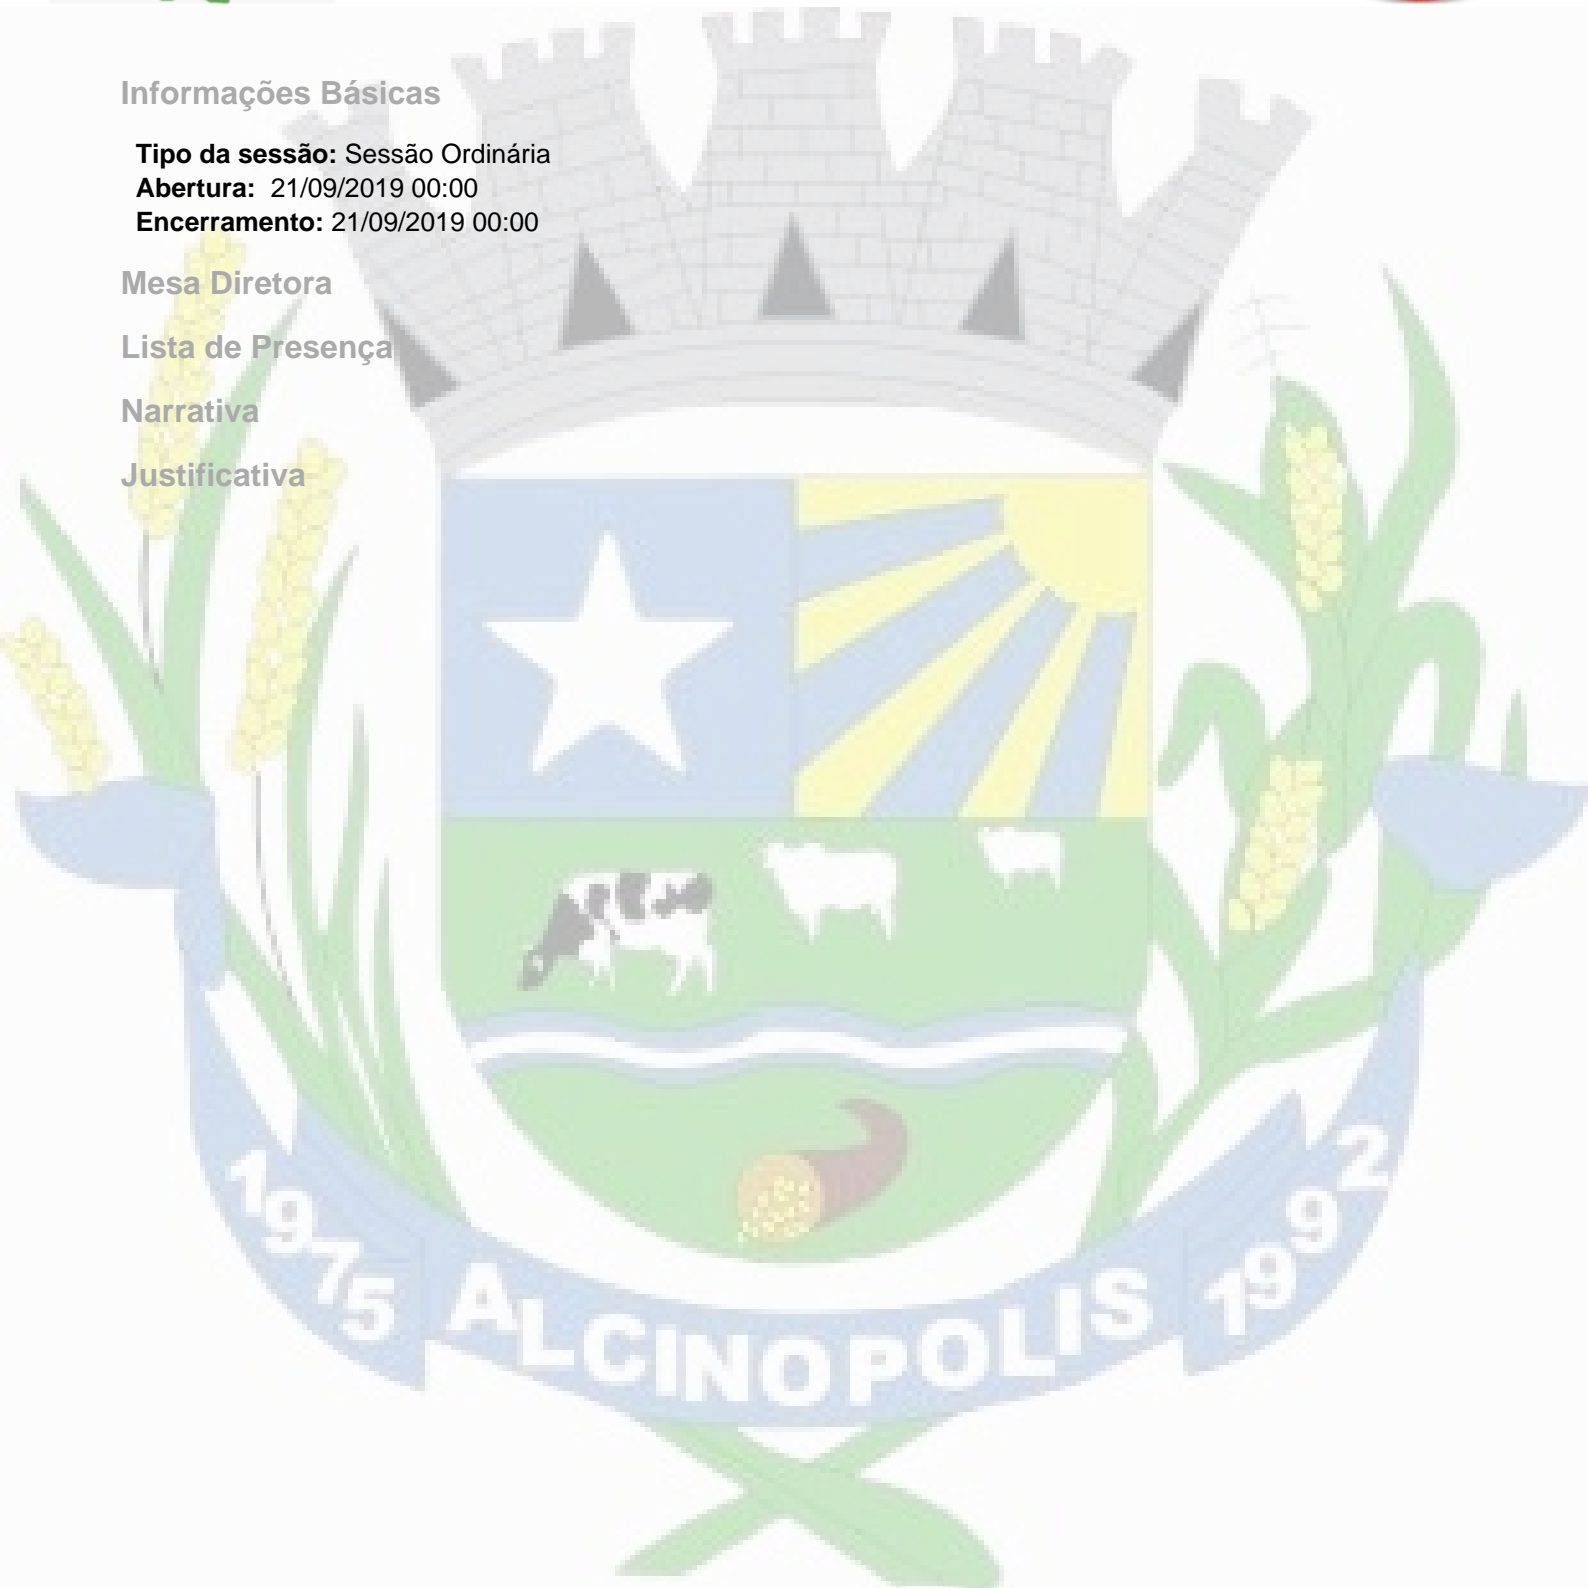 Informações Básicas
Tipo da sessão: Sessão Ordinária
Abertura: 21/09/2019 00:00
Encerramento: 21/09/2019 00:00
Mesa Diretora
Lista de Presença
Narrativa
Justificativa
1975 ALCINOPOLIS 1992